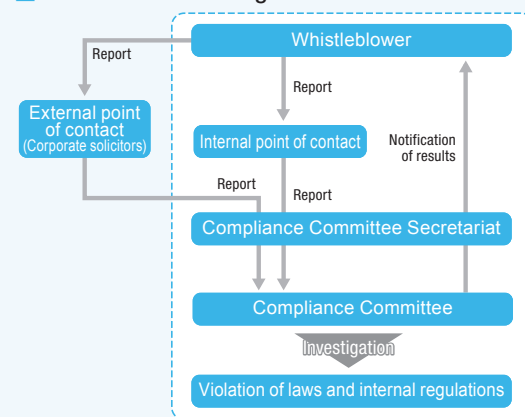 Whistleblower
Report
Report
External point
of contact
(Corporate solicitors)
Internal point of contact
Notification
of results
Report
Report
Compliance Committee Secretariat
Compliance Committee
Investigation
Violation of laws and internal regulations